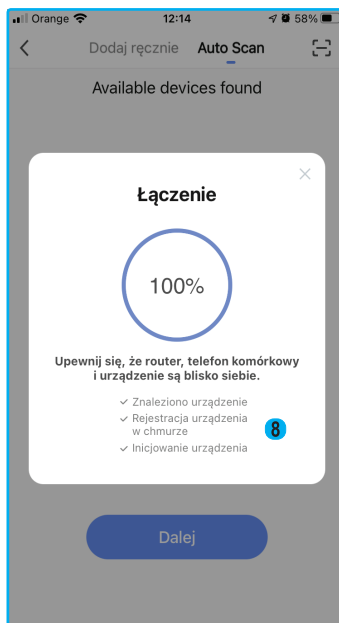 Orange 12:14 58%
Dodaj ręcznie Auto Scan
Available devices found
Łączenie
100%
Upewnij się, że router, telefon komórkowy
i urządzenie są blisko siebie.
Znaleziono urządzenie
Rejestracja urządzenia
w chmurze
8
Inicjowanie urządzenia
Dalej